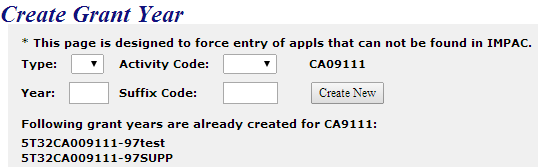 Create Grant Year
* This page is designed to force entry of appls that can not be found in IMPAC.
Type: Activity Code: CA09111
Year: Suffix Code: Create New
Following grant years are already created for CA9111:
5T32CA009111-97test
5T32CA009111-97SUPP